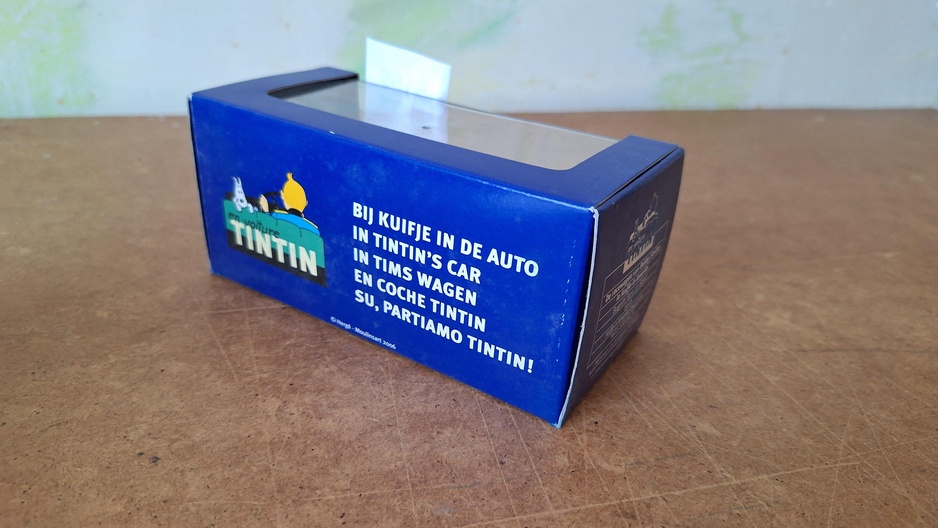 en voiture
TINTIN
BIJ KUIFJE IN DE AUTO
IN TINTIN'S CAR
IN TIMS WAGEN
EN COCHE TINTIN
SU, PARTIAMO TINTIN!
© Hergé - Moulinsart 2006